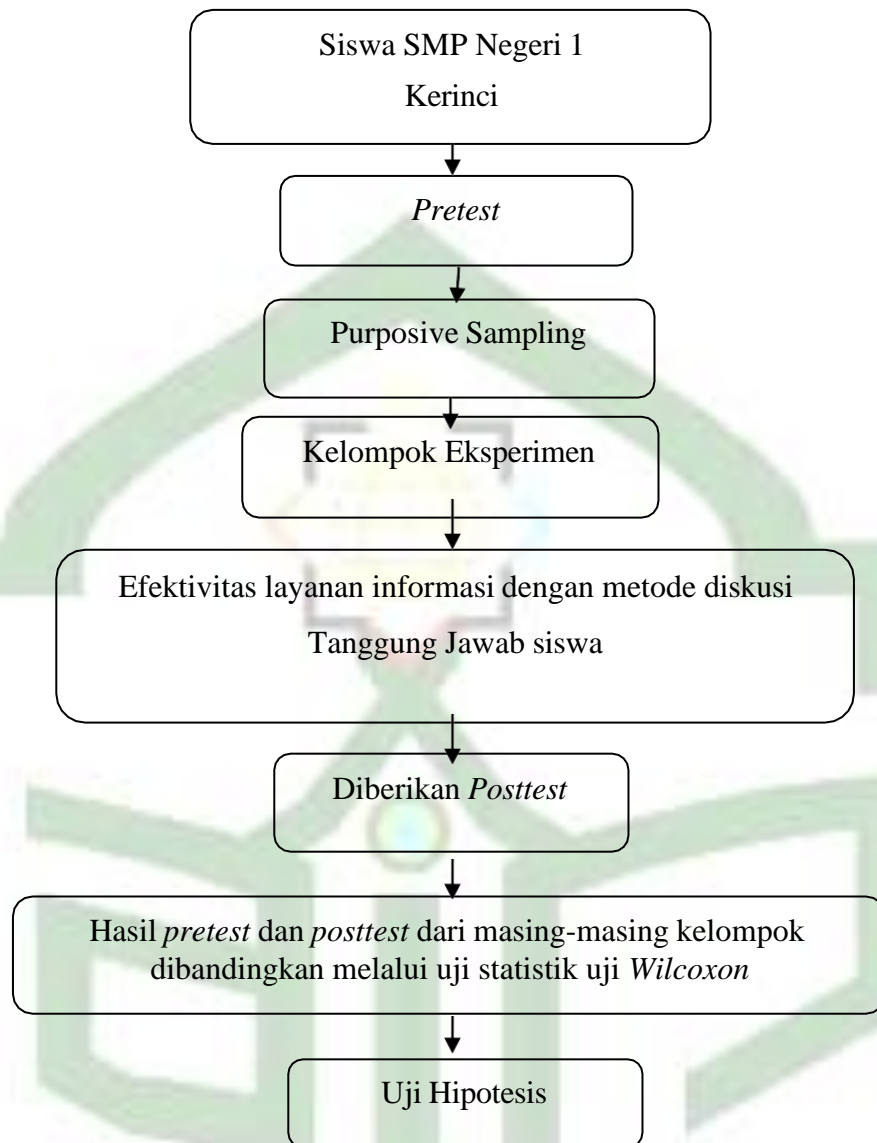 Siswa SMP Negeri 1
Kerinci
Pretest
Purposive Sampling
Kelompok Eksperimen
Efektivitas layanan informasi dengan metode diskusi
Tanggung Jawab siswa
Diberikan Posttest
Hasil pretest dan posttest dari masing-masing kelompok
dibandingkan melalui uji statistik uji Wilcoxon
Uji Hipotesis